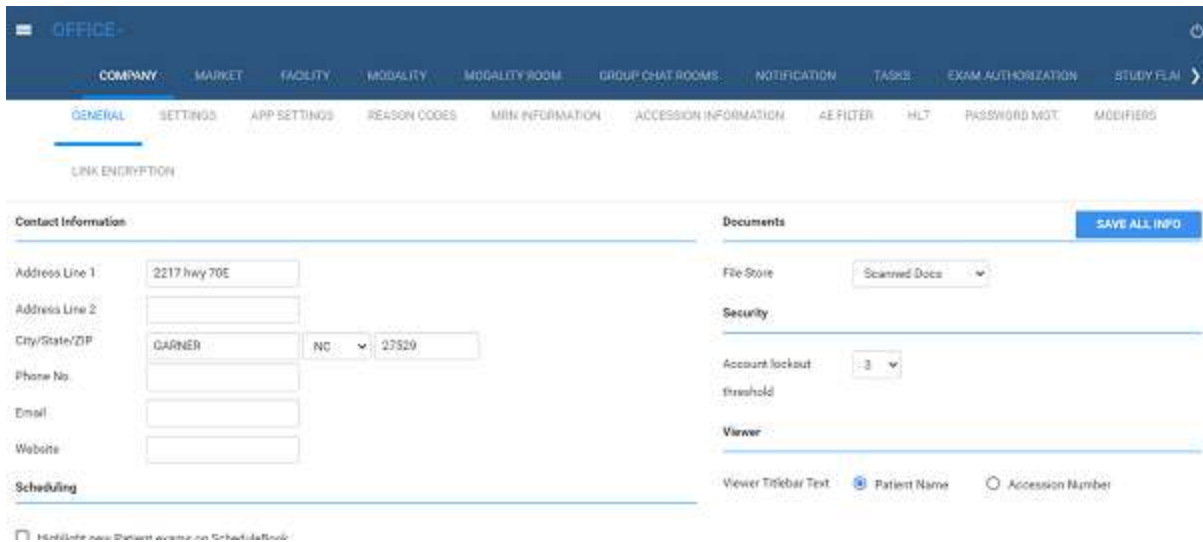 OFFICE-
COMPANY MARKET FACILITY MODALITY MODALITY ROOM GROUP CHAT ROOMS NOTIFICATION TASKS EXAM AUTHORIZATION STUDY FLA
GENERAL SETTINGS APP SETTINGS REASON CODES MRN INFORMATION ACCESSION INFORMATION AE FILTER HL7 PASSWORD MGT. MODIFIERS
LINK ENCRYPTION
Contact Information
Documents
SAVE ALL INFO
Address Line 1 2217 hwy 70E
File Store Scanned Docs
Address Line 2
Security
City/State/ZIP GARNER NC 27529
Account lockout threshold 3
Phone No.
Email
Viewer
Website
Scheduling
Viewer Titlebar Text Patient Name Accession Number
Highlight new Patient exams on ScheduleBook